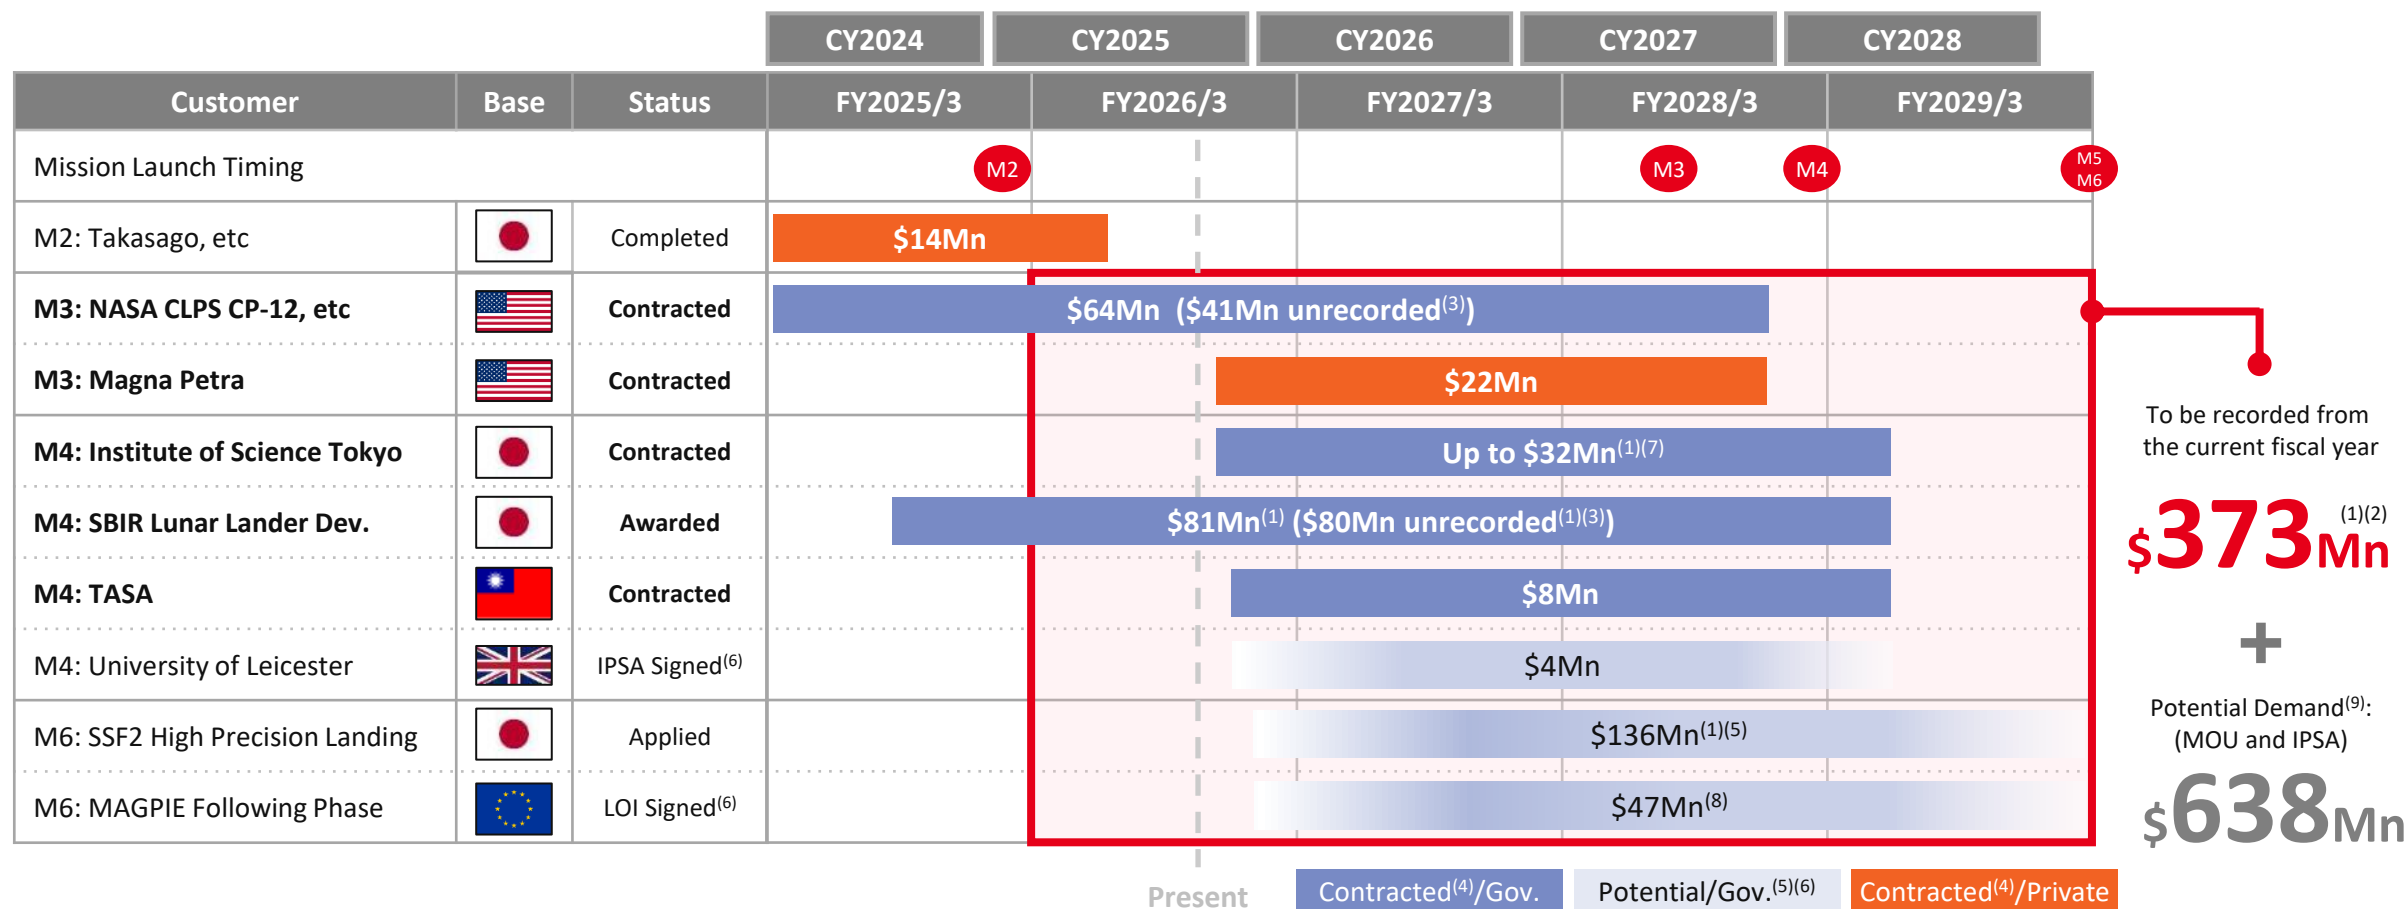 CY2024 CY2025 CY2026 CY2027 CY2028
Customer Base Status FY2025/3 FY2026/3 FY2027/3 FY2028/3 FY2029/3
Mission Launch Timing M2 M3 M4 M5 M6
M2: Takasago, etc Completed $14Mn
M3: NASA CLPS CP-12, etc Contracted $64Mn ($41Mn unrecorded(3))
M3: Magna Petra Contracted $22Mn
M4: Institute of Science Tokyo Contracted Up to $32Mn(1)(7)
M4: SBIR Lunar Lander Dev. Awarded $81Mn(1) ($80Mn unrecorded(1)(3))
M4: TASA Contracted $8Mn
M4: University of Leicester IPSA Signed(6) $4Mn
M6: SSF2 High Precision Landing Applied $136Mn(1)(5)
M6: MAGPIE Following Phase LOI Signed(6) $47Mn(8)
To be recorded from
the current fiscal year
$373Mn(1)(2)
+
Potential Demand(9):
(MOU and IPSA)
$638Mn
Present Contracted(4)/Gov. Potential/Gov.(5)(6) Contracted(4)/Private